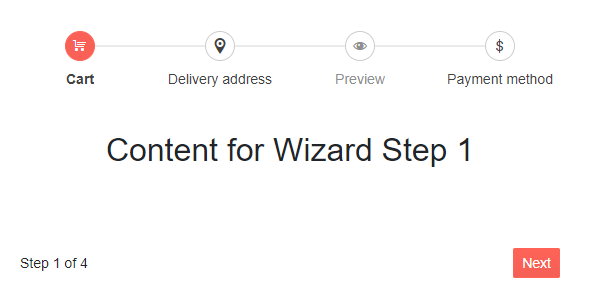 Cart Delivery address Preview Payment method
Content for Wizard Step 1
Step 1 of 4 Next